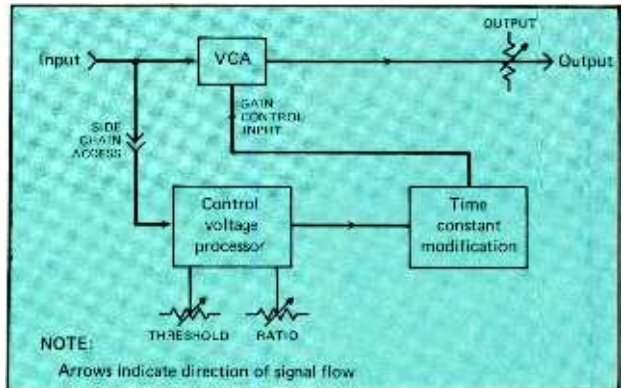 OUTPUT
Input
VCA
Output
GAIN
CONTROL
INPUT
SIDE
CHAIN
ACCESS
Control
voltage
processor
Time
constant
modification
THRESHOLD
RATIO
NOTE:
Arrows indicate direction of signal flow